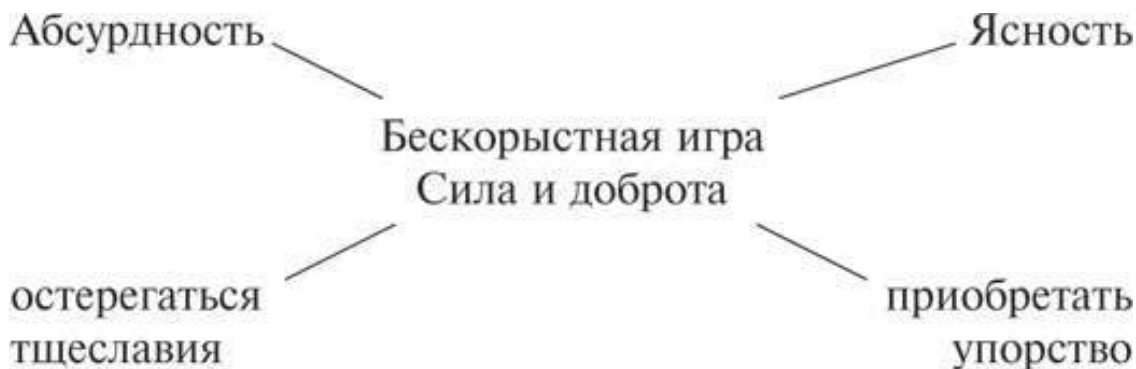 Абсурдность Ясность
Бескорыстная игра
Сила и доброта
остерегаться приобретать
тщеславия упорство